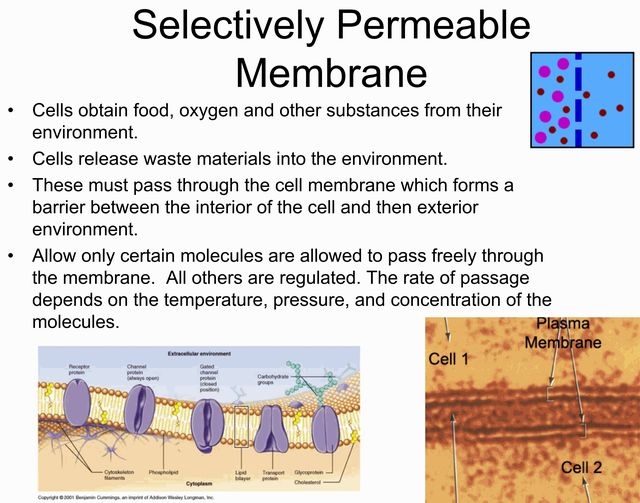 Selectively Permeable
Membrane
• Cells obtain food, oxygen and other substances from their
environment.
• Cells release waste materials into the environment.
• These must pass through the cell membrane which forms a
barrier between the interior of the cell and then exterior
environment.
• Allow only certain molecules are allowed to pass freely through
the membrane.  All others are regulated. The rate of passage
depends on the temperature, pressure, and concentration of the
molecules.
Extracellular environment
Receptor
protein
Channel
protein
(always open)
Gated
channel
protein
(closed
position)
Carbohydrate
groups
Cytoskeleton
filaments
Phospholipid
Cytoplasm
Lipid
bilayer
Transport
protein
Glycoprotein
Cholesterol
Copyright ©2001 Benjamin Cummings, an imprint of Addison Wesley Longman, Inc.
Plasma
Membrane
Cell 1
Cell 2